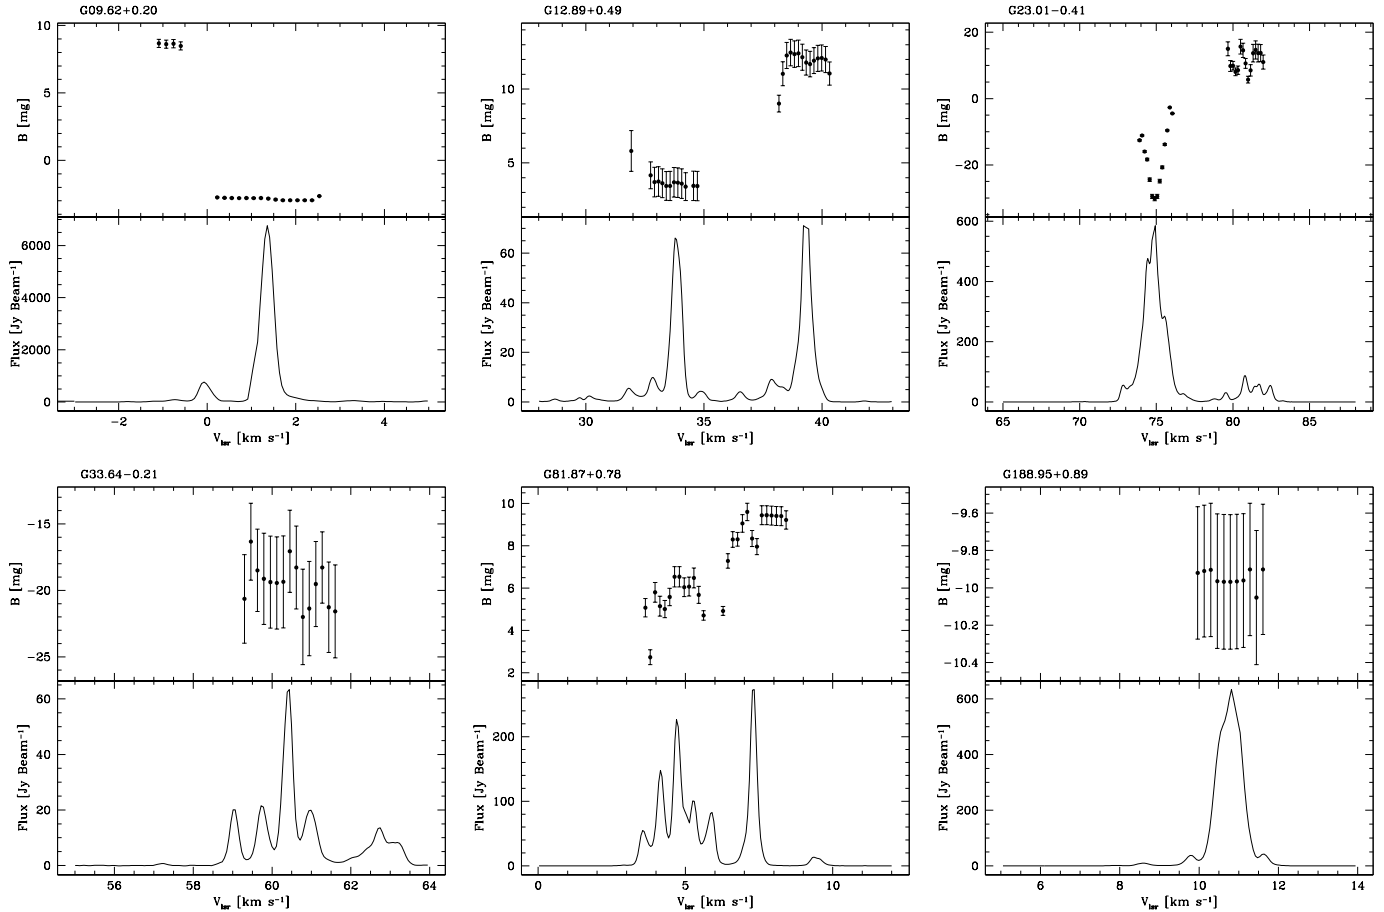 G09.62+0.20
10
5
0
B [mg]
6000
4000
2000
0
Flux [Jy Beam⁻¹]
−2 0 2 4
V_lsr [km s⁻¹]
G12.89+0.49
10
5
B [mg]
60
40
20
0
Flux [Jy Beam⁻¹]
30 35 40
V_lsr [km s⁻¹]
G23.01−0.41
20
0
−20
B [mg]
600
400
200
0
Flux [Jy Beam⁻¹]
65 70 75 80 85
V_lsr [km s⁻¹]
G33.64−0.21
−15
−20
−25
B [mg]
60
40
20
0
Flux [Jy Beam⁻¹]
56 58 60 62 64
V_lsr [km s⁻¹]
G81.87+0.78
10
8
6
4
2
B [mg]
200
100
0
Flux [Jy Beam⁻¹]
0 5 10
V_lsr [km s⁻¹]
G188.95+0.89
−9.6
−9.8
−10
−10.2
−10.4
B [mg]
600
400
200
0
Flux [Jy Beam⁻¹]
6 8 10 12 14
V_lsr [km s⁻¹]